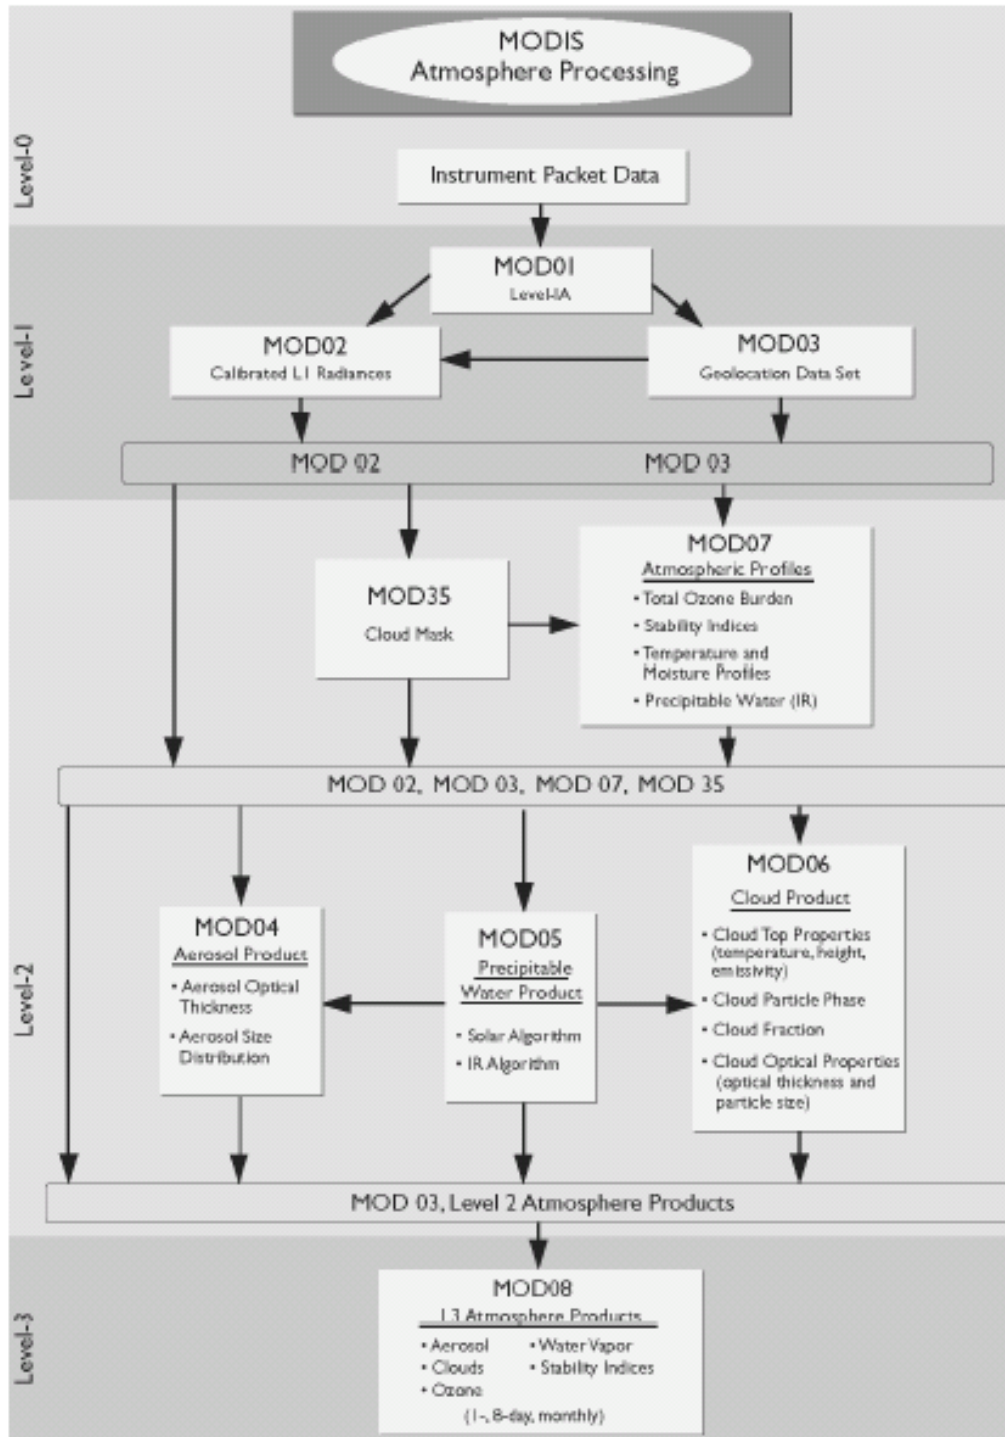 MODIS
Atmosphere Processing
Level-0
Instrument Packet Data
Level-1
MOD01
Level-1A
MOD02
Calibrated L1 Radiances
MOD03
Geolocation Data Set
MOD 02
MOD 03
Level-2
MOD35
Cloud Mask
MOD07
Atmospheric Profiles
• Total Ozone Burden
• Stability Indices
• Temperature and
Moisture Profiles
• Precipitable Water (IR)
MOD 02, MOD 03, MOD 07, MOD 35
MOD04
Aerosol Product
• Aerosol Optical
Thickness
• Aerosol Size
Distribution
MOD05
Precipitable
Water Product
• Solar Algorithm
• IR Algorithm
MOD06
Cloud Product
• Cloud Top Properties
(temperature, height,
emissivity)
• Cloud Particle Phase
• Cloud Fraction
• Cloud Optical Properties
(optical thickness and
particle size)
MOD 03, Level 2 Atmosphere Products
Level-3
MOD08
L3 Atmosphere Products
• Aerosol
• Clouds
• Ozone
• Water Vapor
• Stability Indices
(1-, 8-day, monthly)